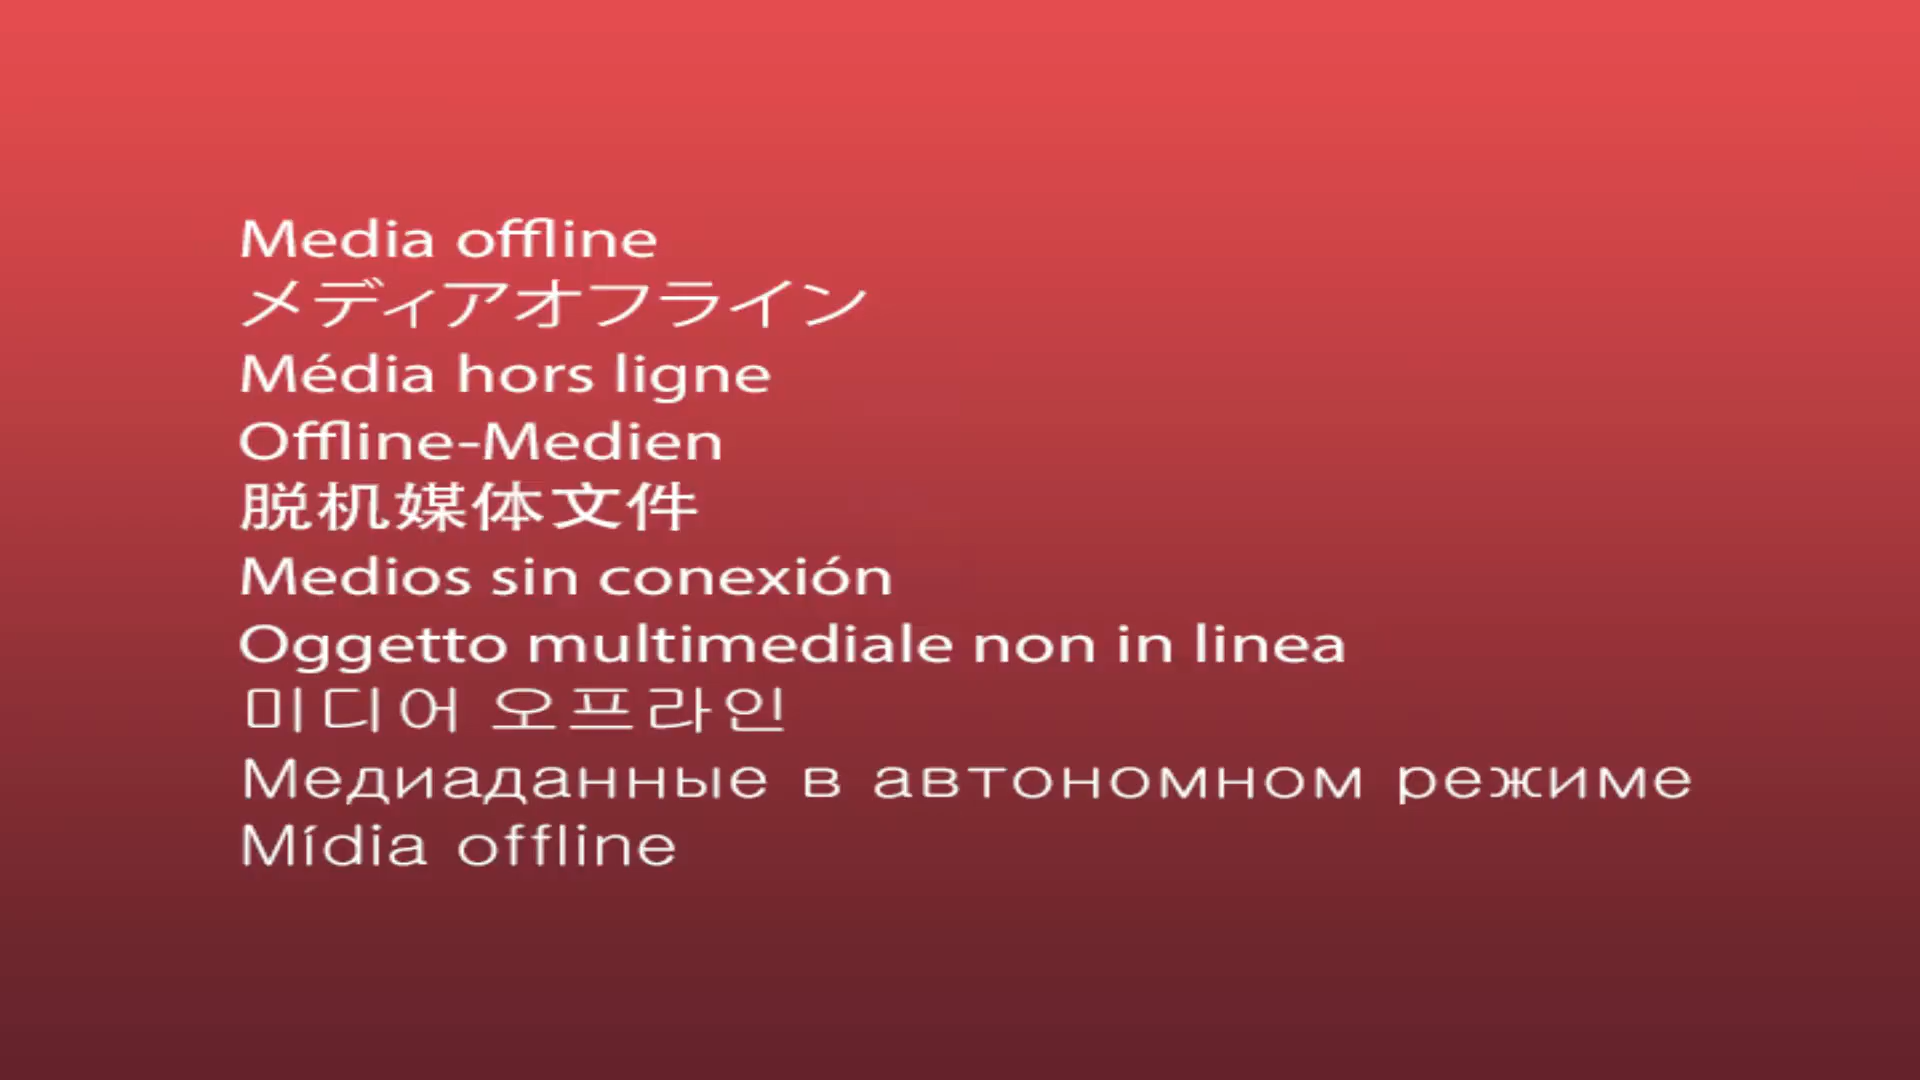 Media offline
メディアオフライン
Média hors ligne
Offline-Medien
脱机媒体文件
Medios sin conexión
Oggetto multimediale non in linea
미디어 오프라인
Медиаданные в автономном режиме
Mídia offline